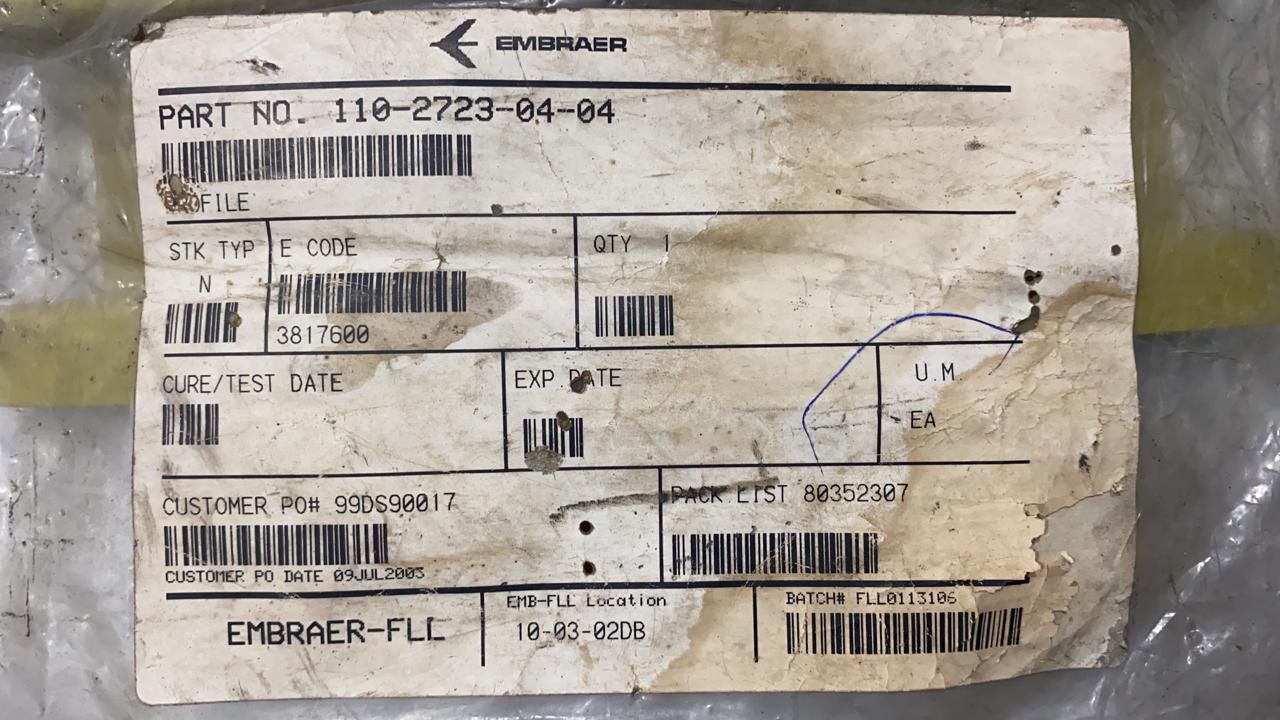 EMBRAER
PART NO. 110-2723-04-04
PROFILE
STK TYP
N
E CODE
3817600
QTY 1
CURE/TEST DATE
EXP.DATE
U.M.
EA
CUSTOMER PO# 99DS90017
CUSTOMER PO DATE 09JUL2003
PACK LIST 80352307
EMBRAER-FLL
EMB-FLL Location
10-03-02DB
BATCH# FLL0113106